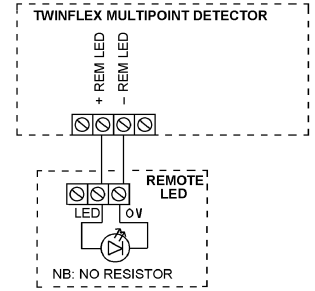 TWINFLEX MULTIPOINT DETECTOR
+ REM LED
– REM LED
REMOTE
LED
LED
0V
NB: NO RESISTOR